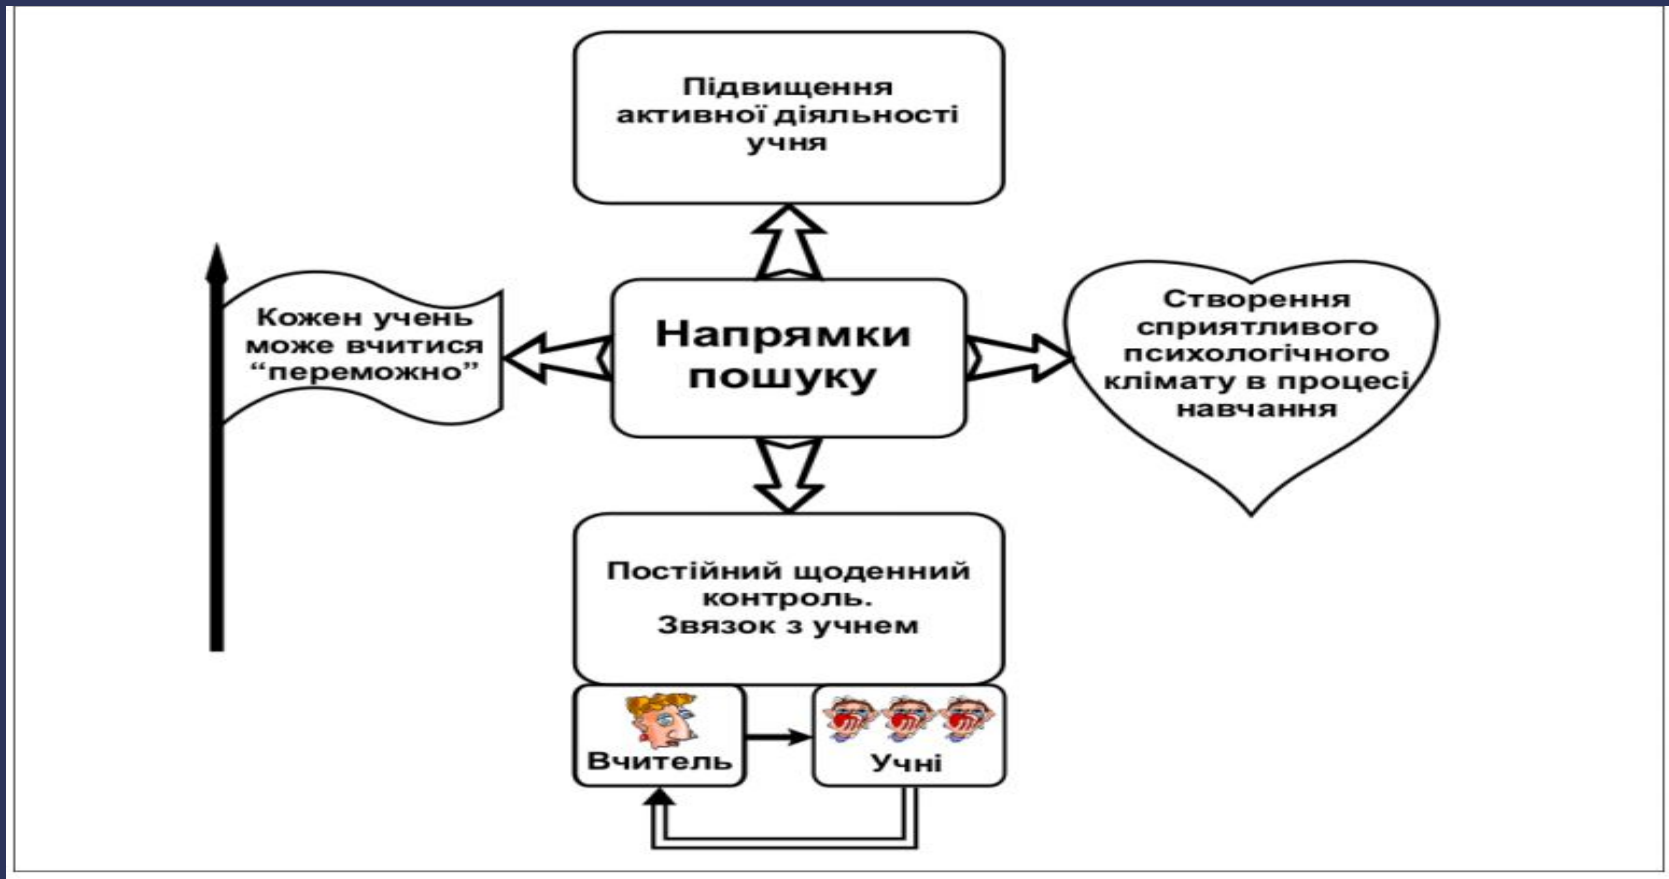 Підвищення
активної діяльності
учня
Кожен учень
може вчитися
“переможно”
Напрямки
пошуку
Створення
сприятливого
психологічного
клімату в процесі
навчання
Постійний щоденний
контроль.
Звязок з учнем
Вчитель
Учні